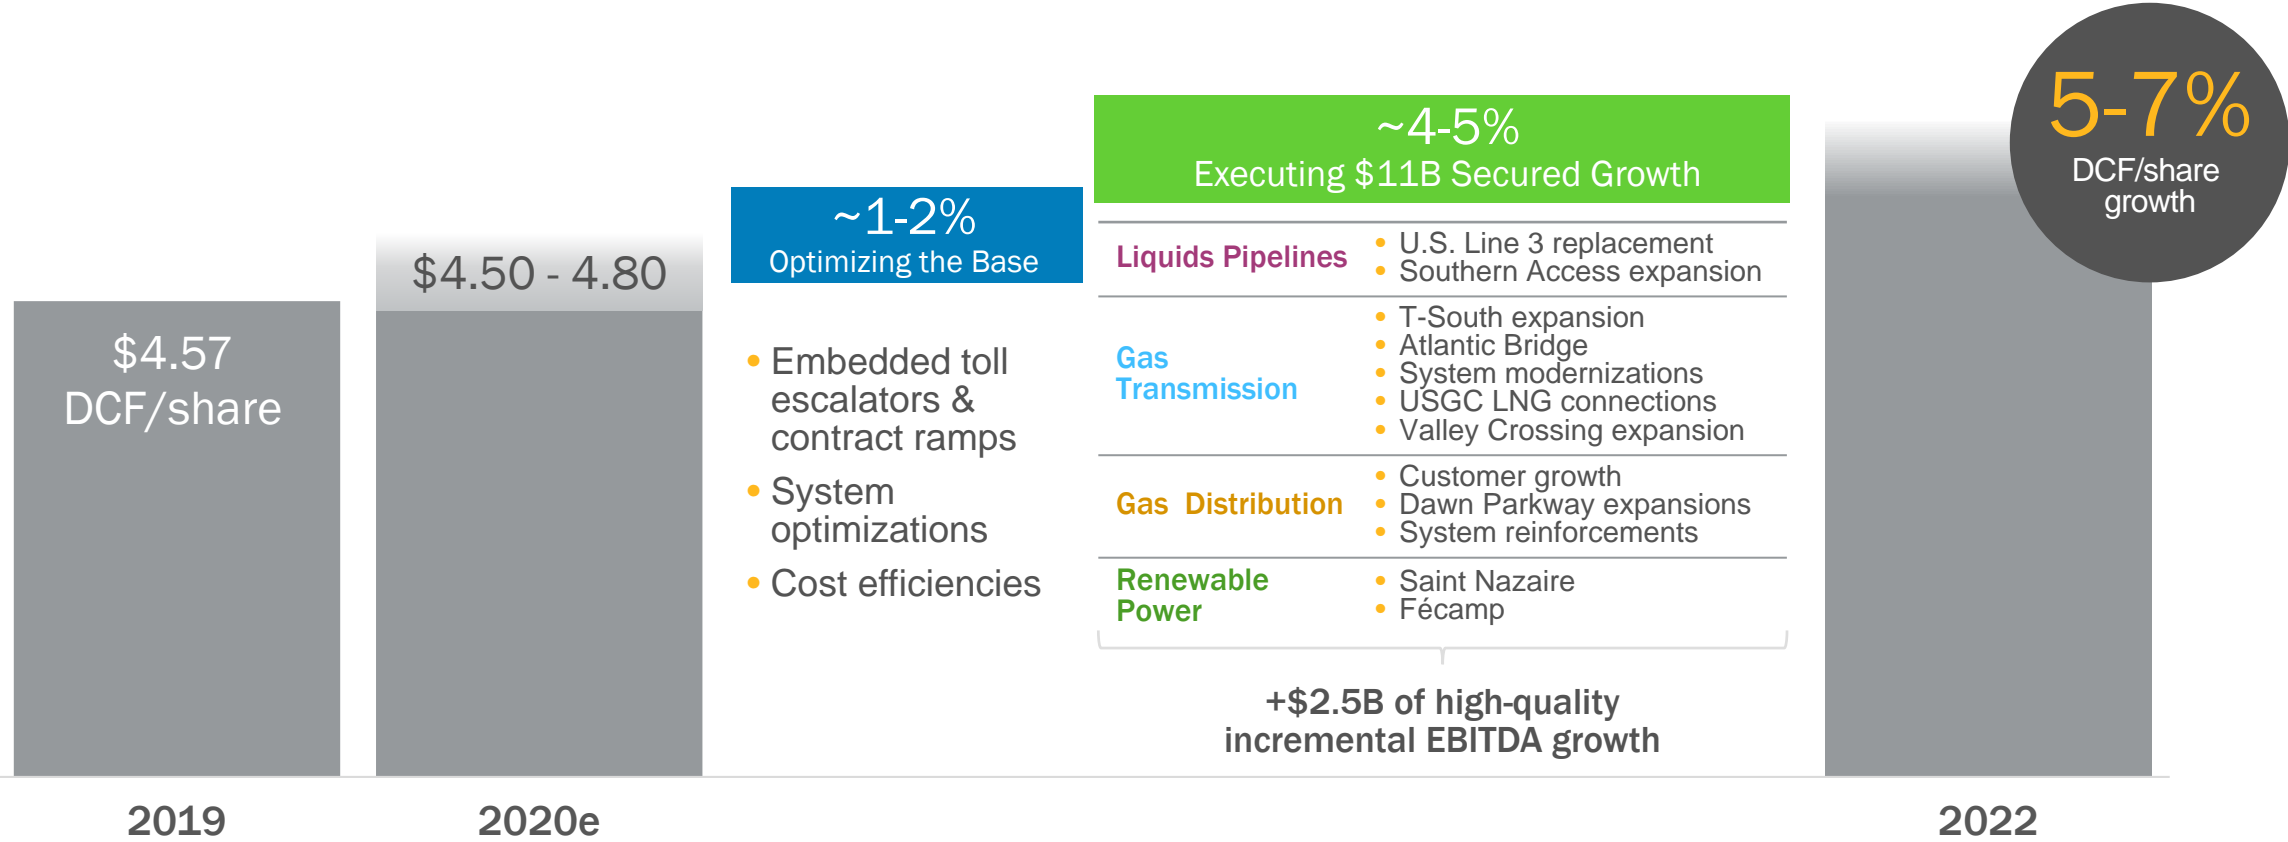 $4.57
DCF/share
2019
$4.50 - 4.80
2020e
~1-2%
Optimizing the Base
• Embedded toll
escalators &
contract ramps
• System
optimizations
• Cost efficiencies
~4-5%
Executing $11B Secured Growth
Liquids Pipelines
• U.S. Line 3 replacement
• Southern Access expansion
Gas
Transmission
• T-South expansion
• Atlantic Bridge
• System modernizations
• USGC LNG connections
• Valley Crossing expansion
Gas Distribution
• Customer growth
• Dawn Parkway expansions
• System reinforcements
Renewable
Power
• Saint Nazaire
• Fécamp
+$2.5B of high-quality
incremental EBITDA growth
5-7%
DCF/share
growth
2022